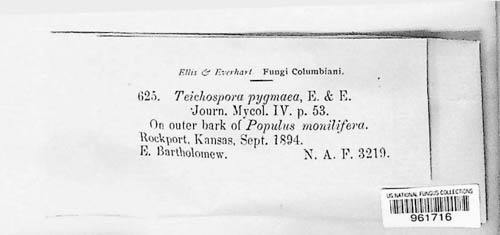 Ellis & Everhart. Fungi Columbiani.
625. Teichospora pygmaea, E. & E.
Journ. Mycol. IV. p. 53.
On outer bark of Populus monilifera.
Rockport, Kansas, Sept. 1894.
E. Bartholomew. N. A. F. 3219.
US NATIONAL FUNGUS COLLECTIONS
961716